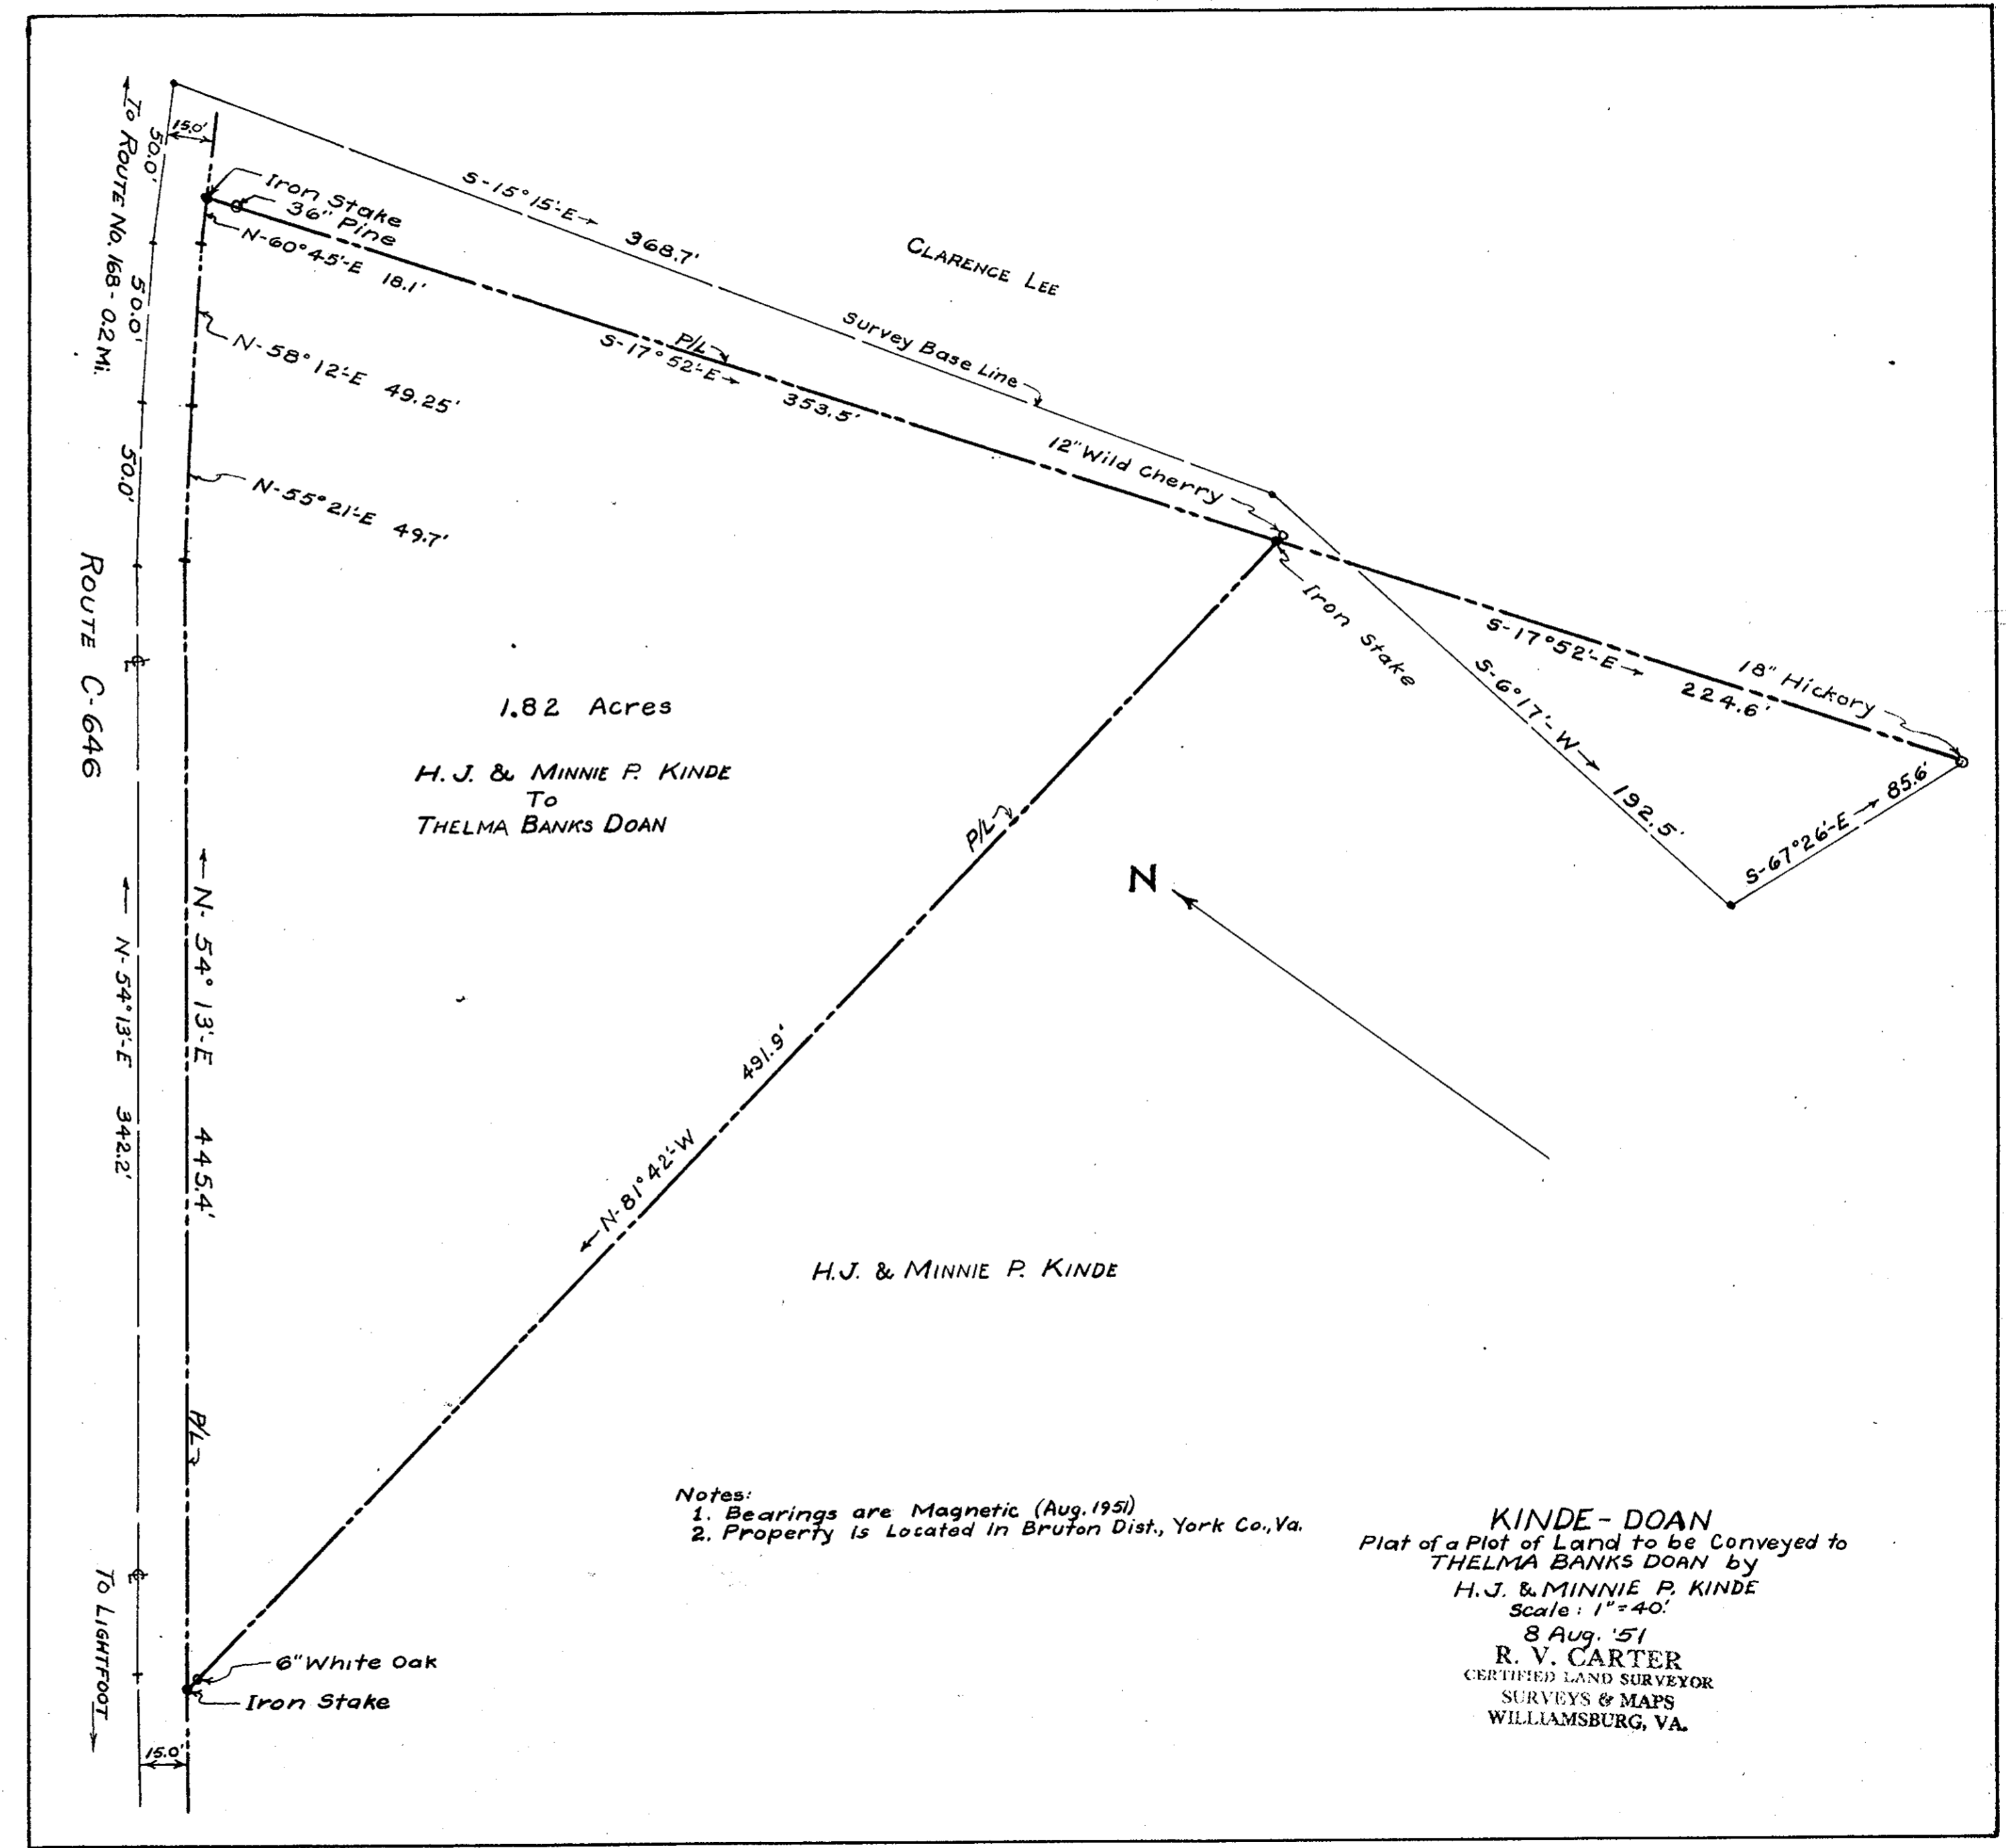 To ROUTE No. 168 - 0.2 Mi.
50.0'
15.0'
Iron Stake
36" Pine
N-60°45'-E 18.1'
50.0'
N-58°12'-E 49.25'
50.0'
N-55°21'-E 49.7'
S-15°15'-E 368.7'
CLARENCE LEE
Survey Base Line
P/L
S-17°52'-E 353.5'
12" Wild Cherry
Iron Stake
S-17°52'-E 224.6'
18" Hickory
S-6°17'-W 192.5'
S-67°26'-E 85.6'
ROUTE C-646
℄
1.82 Acres
H. J. & MINNIE P. KINDE
TO
THELMA BANKS DOAN
P/L
N
N-54°13'-E 445.4'
N-54°13'-E 342.2'
491.9'
N-81°42'-W
H.J. & MINNIE P. KINDE
P/L
℄
TO LIGHTFOOT
6" White Oak
Iron Stake
15.0'
Notes:
1. Bearings are Magnetic (Aug. 1951)
2. Property is Located in Bruton Dist., York Co., Va.
KINDE - DOAN
Plat of a Plot of Land to be Conveyed to
THELMA BANKS DOAN by
H.J. & MINNIE P. KINDE
Scale: 1" = 40'
8 Aug. '51
R. V. CARTER
CERTIFIED LAND SURVEYOR
SURVEYS & MAPS
WILLIAMSBURG, VA.